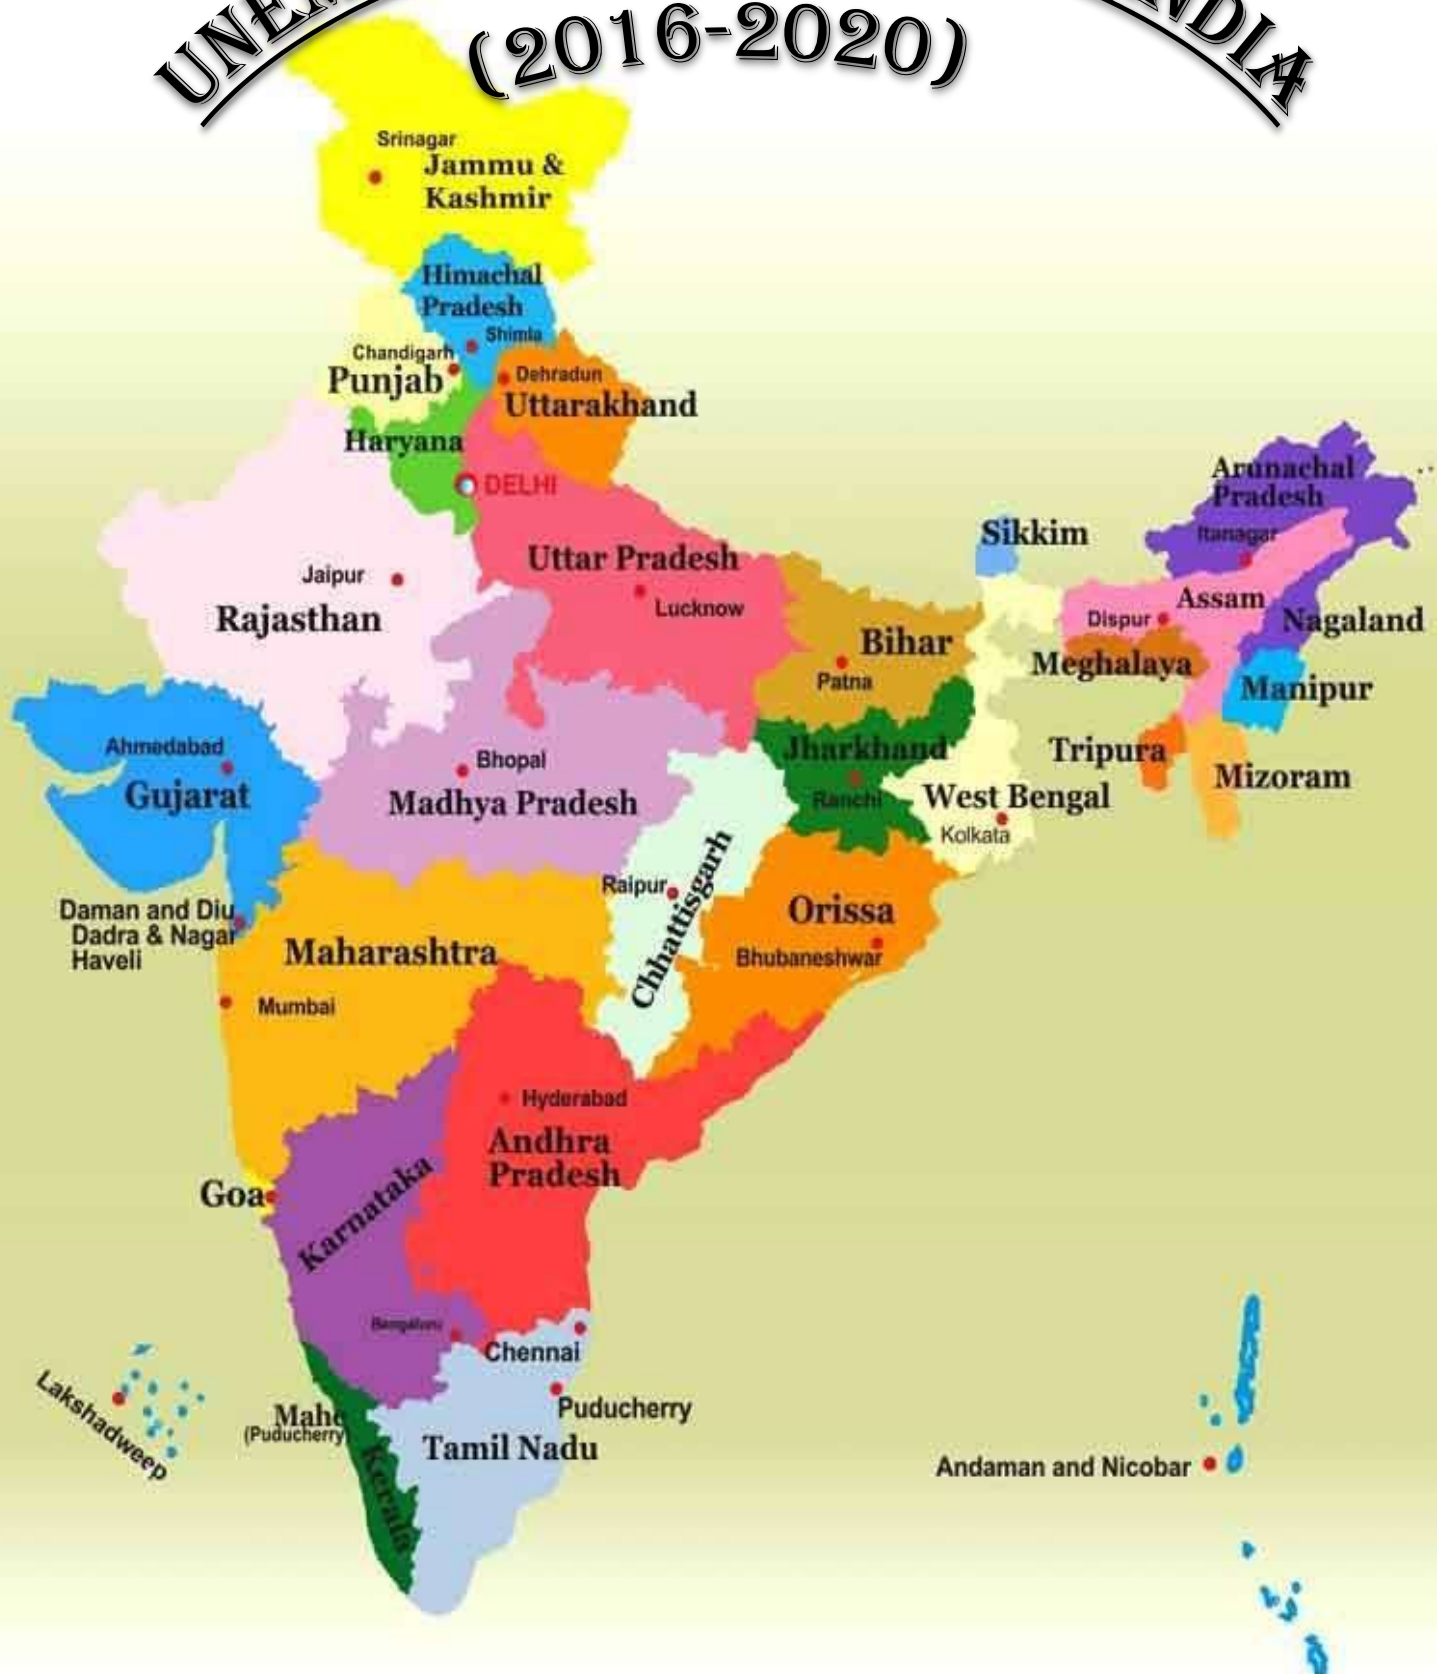 UNEM
NDIA
(2016-2020)
Srinagar
Jammu &
Kashmir
Himachal
Pradesh
Shimla
Chandigarh
Punjab
Dehradun
Uttarakhand
Haryana
DELHI
Arunachal
Pradesh
Itanagar
Sikkim
Uttar Pradesh
Lucknow
Jaipur
Rajasthan
Assam
Dispur
Nagaland
Bihar
Patna
Meghalaya
Manipur
Ahmedabad
Gujarat
Bhopal
Madhya Pradesh
Jharkhand
Ranchi
Tripura
Mizoram
West Bengal
Kolkata
Raipur
Chhattisgarh
Orissa
Bhubaneshwar
Daman and Diu
Dadra & Nagar
Haveli
Maharashtra
Mumbai
Hyderabad
Andhra
Pradesh
Goa
Karnataka
Bengaluru
Chennai
Puducherry
Lakshadweep
Mahe
(Puducherry)
Kerala
Tamil Nadu
Andaman and Nicobar